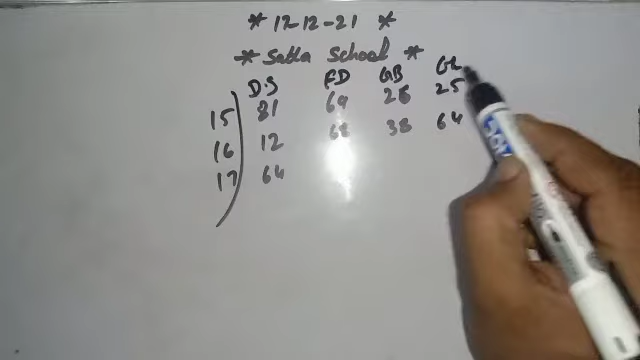 * 12-12-21 *
* Satta School *
D.S FD GB GL
15 81 69 28 25
16 12 68 38 64
17 64